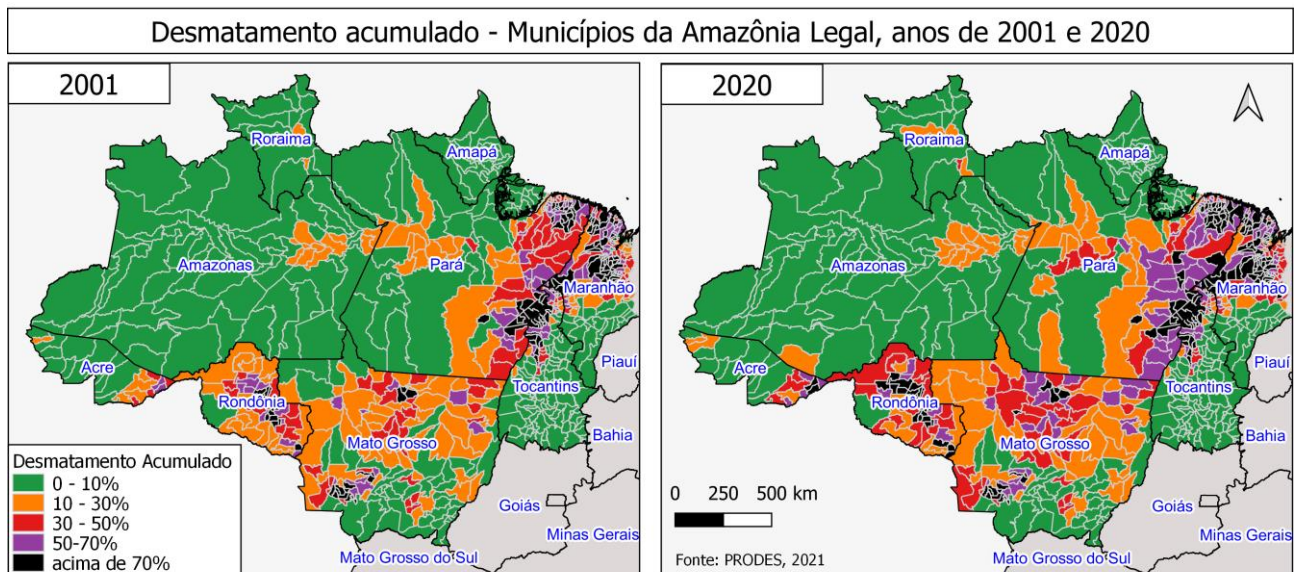 Desmatamento acumulado - Municípios da Amazônia Legal, anos de 2001 e 2020
2001
Roraima
Amapá
Amazonas
Pará
Maranhão
Acre
Rondônia
Mato Grosso
Tocantins
Piauí
Bahia
Goiás
Minas Gerais
Mato Grosso do Sul
Desmatamento Acumulado
0 - 10%
10 - 30%
30 - 50%
50-70%
acima de 70%
2020
Roraima
Amapá
Amazonas
Pará
Maranhão
Acre
Rondônia
Mato Grosso
Tocantins
Piauí
Bahia
Goiás
Minas Gerais
Mato Grosso do Sul
0 250 500 km
Fonte: PRODES, 2021